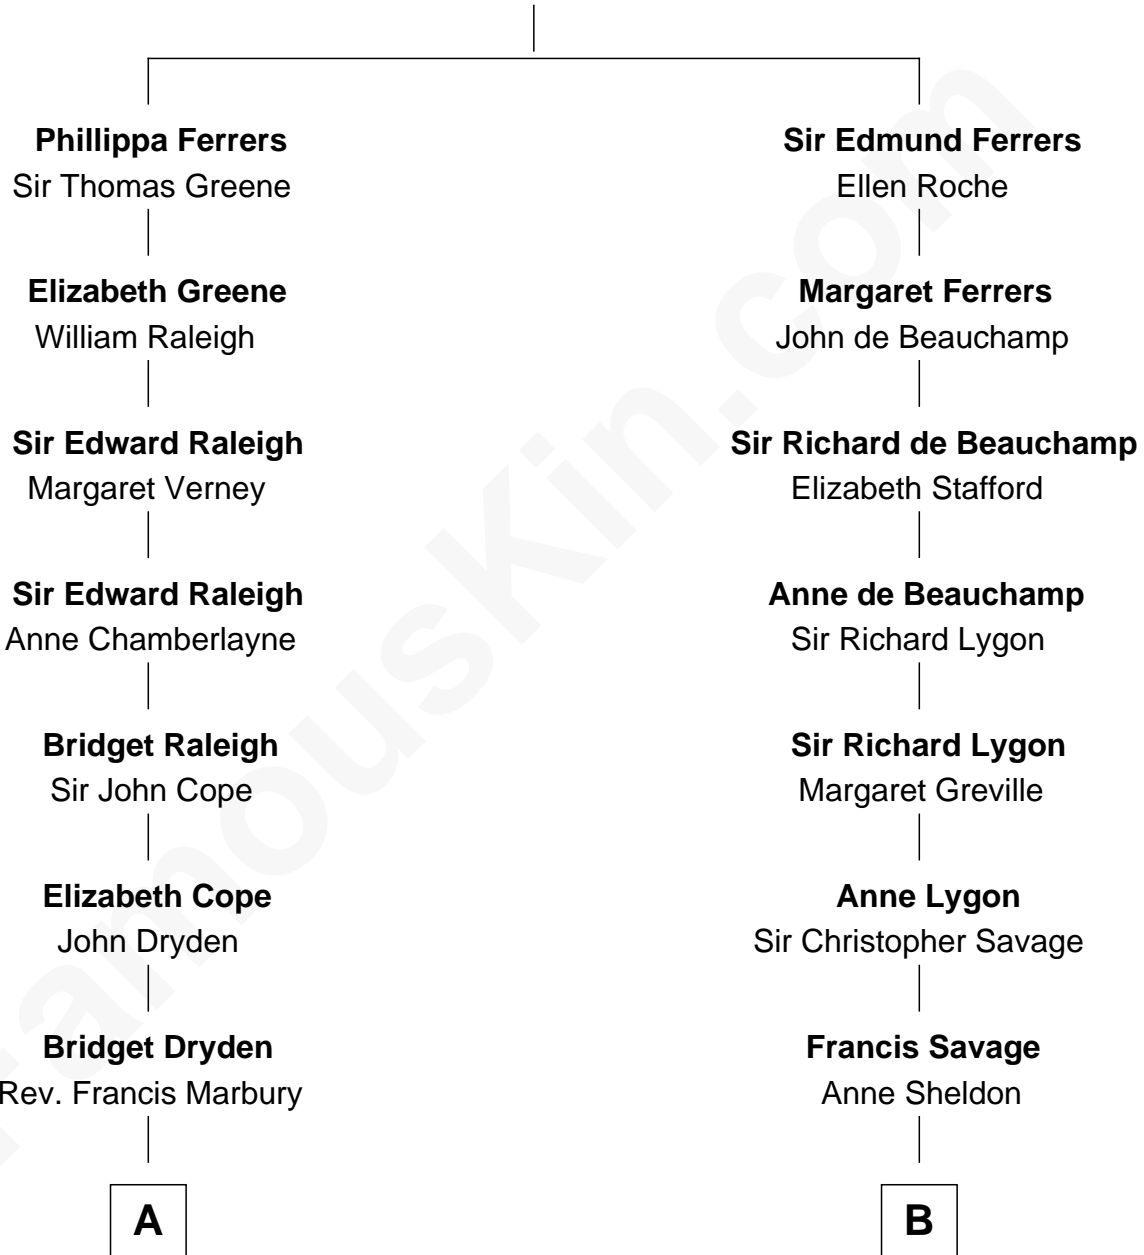 Phillippa Ferrers
Sir Thomas Greene
Elizabeth Greene
William Raleigh
Sir Edward Raleigh
Margaret Verney
Sir Edward Raleigh
Anne Chamberlayne
Bridget Raleigh
Sir John Cope
Elizabeth Cope
John Dryden
Bridget Dryden
Rev. Francis Marbury
A
Sir Edmund Ferrers
Ellen Roche
Margaret Ferrers
John de Beauchamp
Sir Richard de Beauchamp
Elizabeth Stafford
Anne de Beauchamp
Sir Richard Lygon
Sir Richard Lygon
Margaret Greville
Anne Lygon
Sir Christopher Savage
Francis Savage
Anne Sheldon
B
FamousKin.com